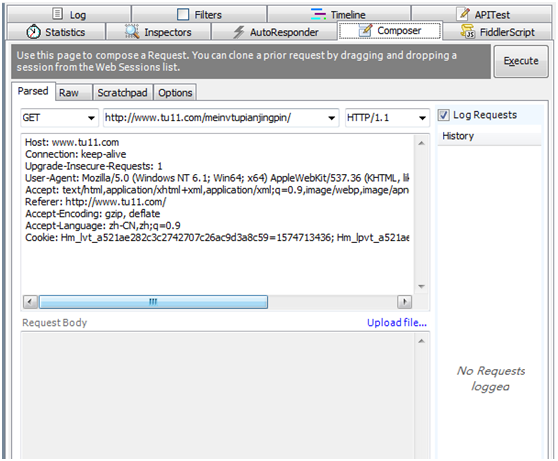 Log Filters Timeline APITest
Statistics Inspectors AutoResponder Composer FiddlerScript
Use this page to compose a Request. You can clone a prior request by dragging and dropping a
session from the Web Sessions list.
Execute
Parsed Raw Scratchpad Options
GET http://www.tu11.com/meinvtupianjingpin/ HTTP/1.1
Log Requests
History
Host: www.tu11.com
Connection: keep-alive
Upgrade-Insecure-Requests: 1
User-Agent: Mozilla/5.0 (Windows NT 6.1; Win64; x64) AppleWebKit/537.36 (KHTML, lik
Accept: text/html,application/xhtml+xml,application/xml;q=0.9,image/webp,image/apn
Referer: http://www.tu11.com/
Accept-Encoding: gzip, deflate
Accept-Language: zh-CN,zh;q=0.9
Cookie: Hm_lvt_a521ae282c3c2742707c26ac9d3a8c59=1574713436; Hm_lpvt_a521ae
Request Body Upload file...
No Requests
logged